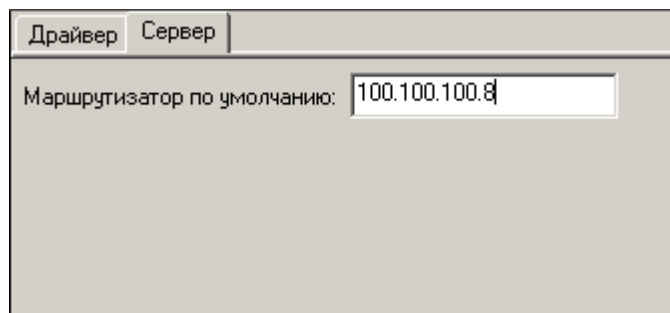 Драйвер Сервер
Маршрутизатор по умолчанию: 100.100.100.8